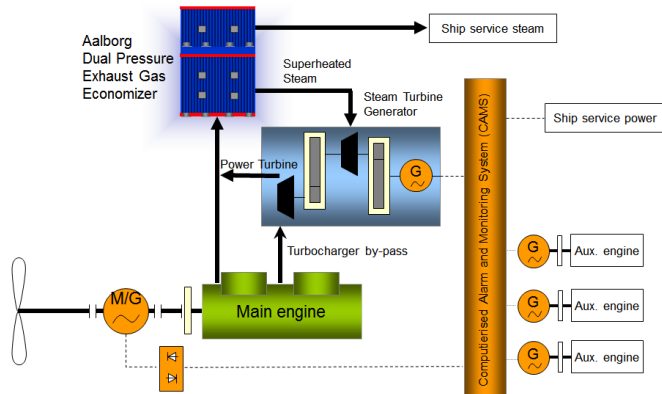 Aalborg
Dual Pressure
Exhaust Gas
Economizer
Ship service steam
Superheated
Steam
Steam Turbine
Generator
Ship service power
Power Turbine
G
Turbocharger by-pass
Computierised Alarm and Monitoring System (CAMS)
G
Aux. engine
M/G
Main engine
G
Aux. engine
G
Aux. engine